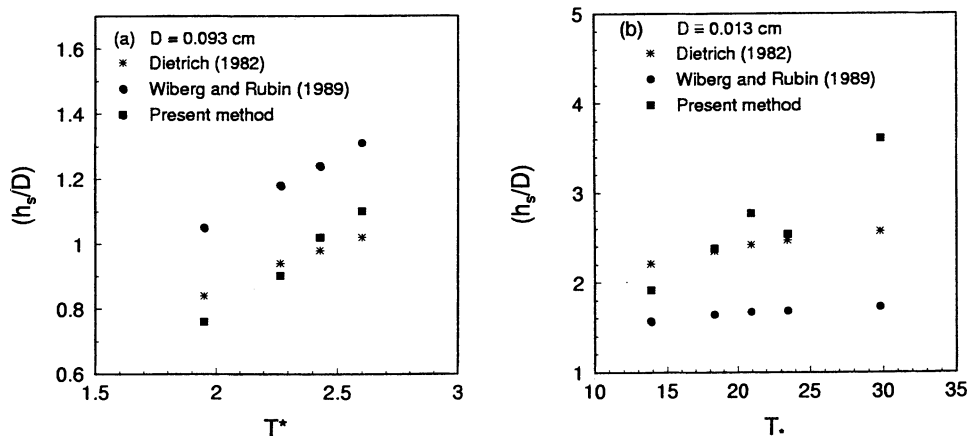 (a) D = 0.093 cm
* Dietrich (1982)
● Wiberg and Rubin (1989)
■ Present method
1.6
1.4
1.2
1
0.8
0.6
(hₛ/D)
1.5
2
2.5
3
T*
(b) D = 0.013 cm
* Dietrich (1982)
● Wiberg and Rubin (1989)
■ Present method
5
4
3
2
1
(hₛ/D)
10
15
20
25
30
35
T*